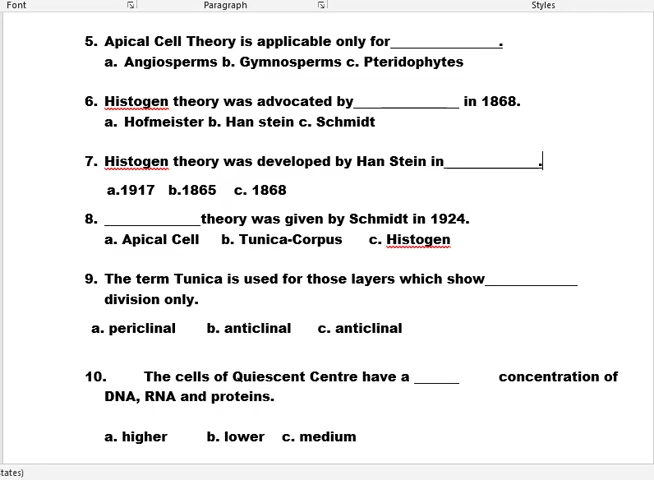 Font Paragraph Styles
5. Apical Cell Theory is applicable only for______________.
a. Angiosperms b. Gymnosperms c. Pteridophytes
6. Histogen theory was advocated by_____________ in 1868.
a. Hofmeister b. Han stein c. Schmidt
7. Histogen theory was developed by Han Stein in____________.
a.1917 b.1865 c. 1868
8. ____________theory was given by Schmidt in 1924.
a. Apical Cell b. Tunica-Corpus c. Histogen
9. The term Tunica is used for those layers which show____________
division only.
a. periclinal b. anticlinal c. anticlinal
10. The cells of Quiescent Centre have a ______ concentration of
DNA, RNA and proteins.
a. higher b. lower c. medium
tates)